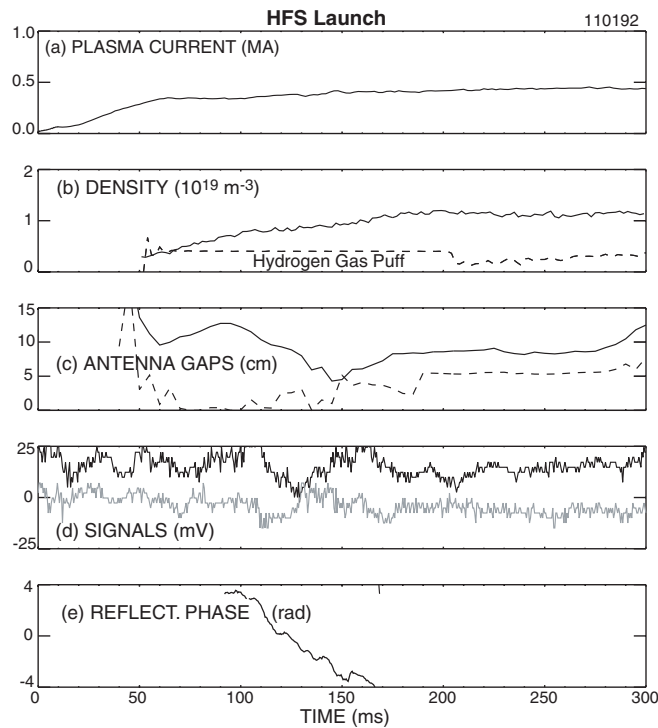 HFS Launch 110192
1.0
(a) PLASMA CURRENT (MA)
0.5
0.0
2
(b) DENSITY (10¹⁹ m⁻³)
1
Hydrogen Gas Puff
0
15
10
(c) ANTENNA GAPS (cm)
5
0
25
0
(d) SIGNALS (mV)
-25
4
(e) REFLECT. PHASE (rad)
0
-4
0 50 100 150 200 250 300
TIME (ms)